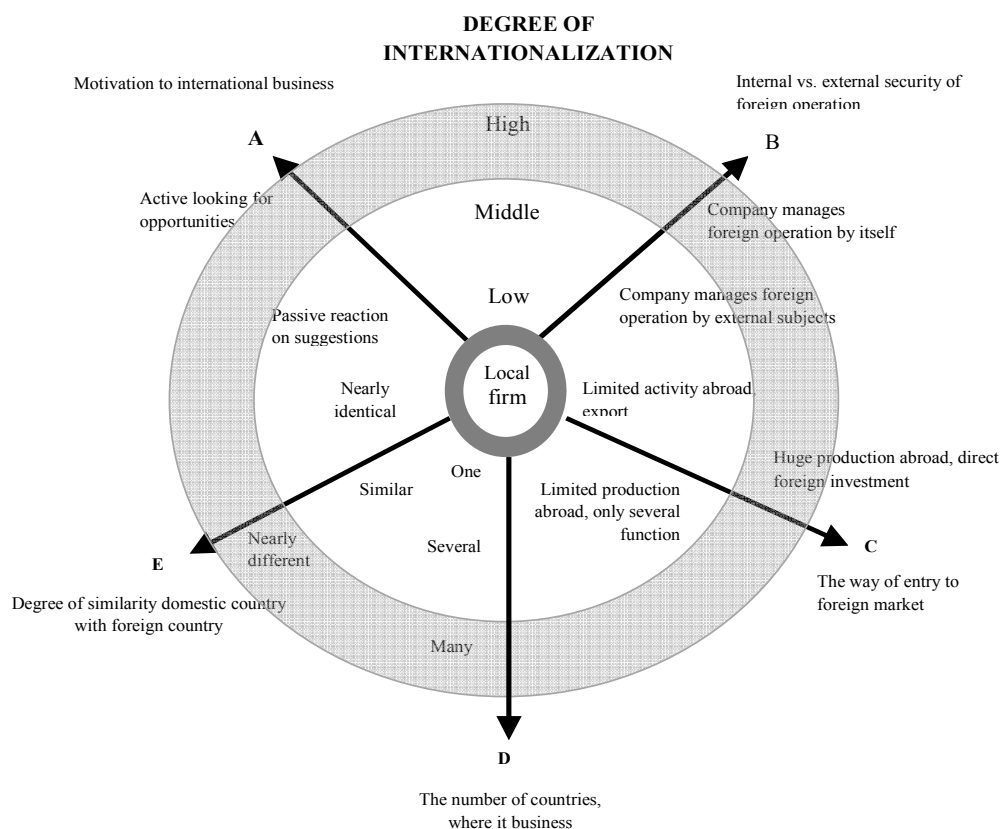 DEGREE OF
INTERNATIONALIZATION
Motivation to international business
Internal vs. external security of
foreign operation
High
A
B
Active looking for
opportunities
Middle
Company manages
foreign operation by itself
Low
Company manages foreign
operation by external subjects
Passive reaction
on suggestions
Local
firm
Nearly
identical
Limited activity abroad,
export
Huge production abroad, direct
foreign investment
One
Similar
Limited production
abroad, only several
function
Several
Nearly
different
C
E
The way of entry to
foreign market
Degree of similarity domestic country
with foreign country
Many
D
The number of countries,
where it business